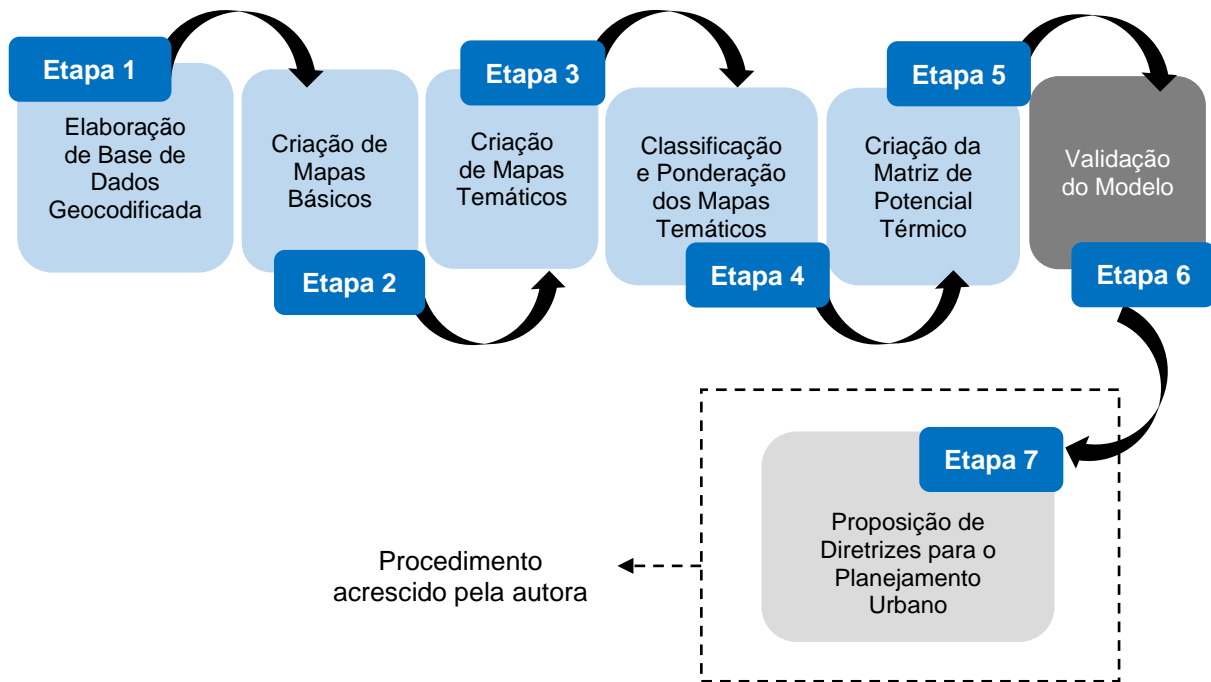 Etapa 1
Elaboração
de Base de
Dados
Geocodificada
Criação de
Mapas
Básicos
Etapa 2
Etapa 3
Criação
de Mapas
Temáticos
Classificação
e Ponderação
dos Mapas
Temáticos
Etapa 4
Etapa 5
Criação da
Matriz de
Potencial
Térmico
Validação
do Modelo
Etapa 6
Etapa 7
Proposição de
Diretrizes para o
Planejamento
Urbano
Procedimento
acrescido pela autora